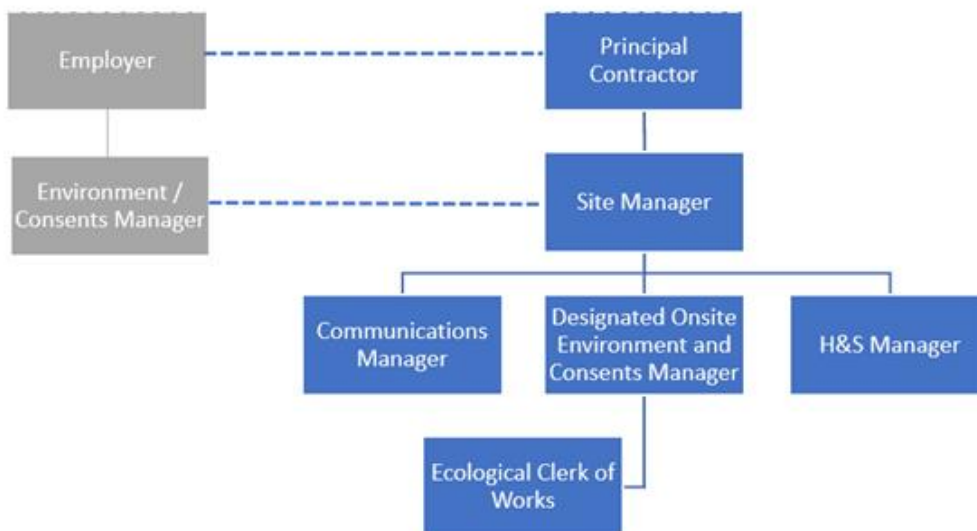 Employer
Principal
Contractor
Environment /
Consents Manager
Site Manager
Communications
Manager
Designated Onsite
Environment and
Consents Manager
H&S Manager
Ecological Clerk of
Works